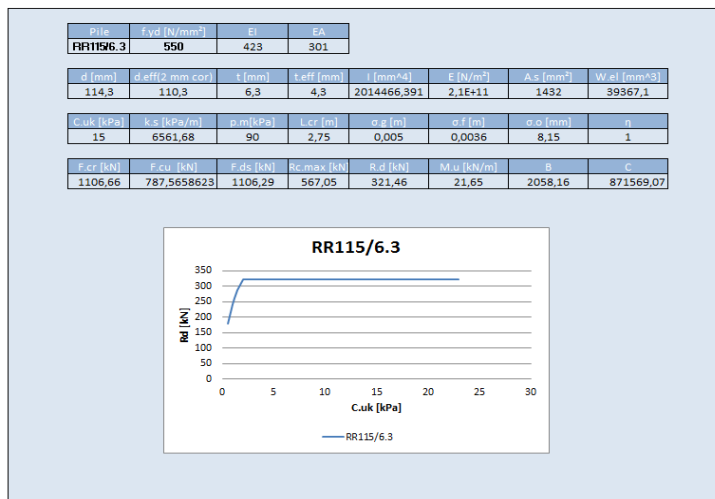 Pile f.yd [N/mm²] EI EA
RR115/6.3 550 423 301
d [mm] d.eff(2 mm cor) t [mm] t.eff [mm] I [mm^4] E [N/m²] A.s [mm²] W.el [mm^3]
114,3 110,3 6,3 4,3 2014466,391 2,1E+11 1432 39367,1
C.uk [kPa] k.s [kPa/m] p.m[kPa] L.cr [m] σ.g [m] σ.f [m] σ.o [mm] η
15 6561,68 90 2,75 0,005 0,0036 8,15 1
F.cr [kN] F.cu [kN] F.ds [kN] Rc.max [kN] R.d [kN] M.u [kN/m] B C
1106,66 787,5658623 1106,29 567,05 321,46 21,65 2058,16 871569,07
RR115/6.3
350
300
250
200
150
100
50
0
Rd [kN]
0 5 10 15 20 25 30
C.uk [kPa]
RR115/6.3